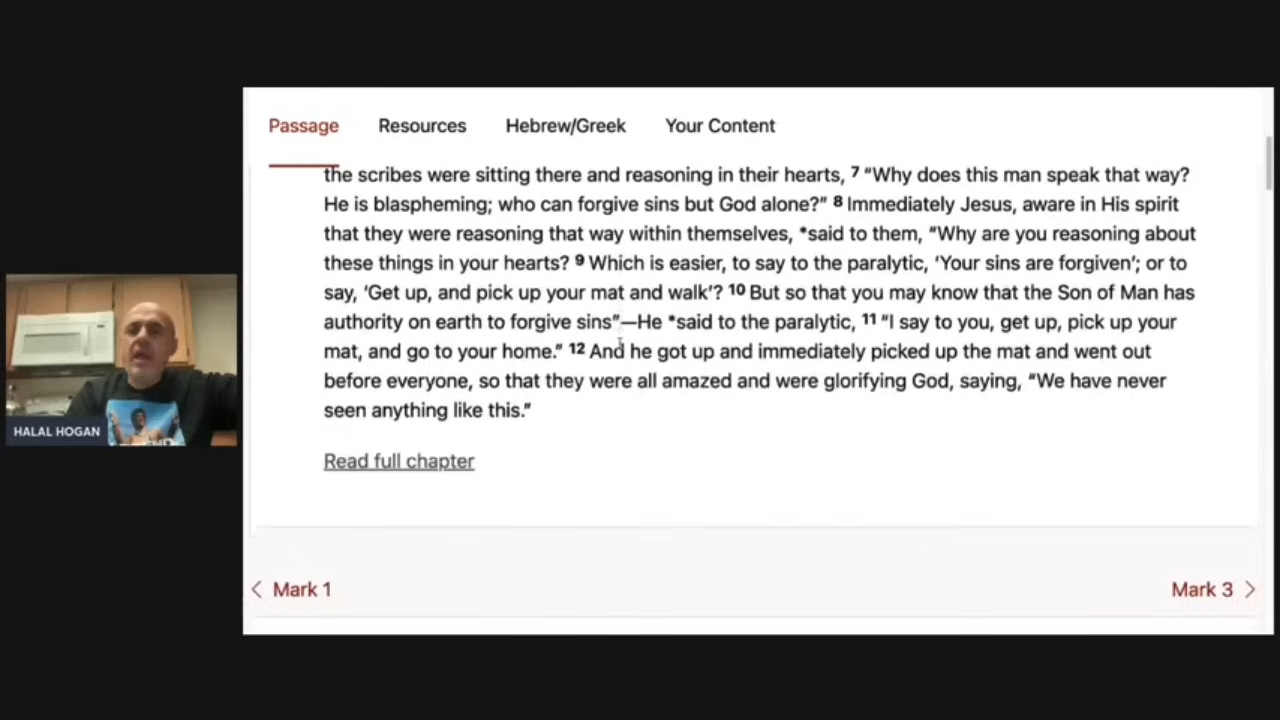 Passage
Resources
Hebrew/Greek
Your Content
the scribes were sitting there and reasoning in their hearts, 7 “Why does this man speak that way?
He is blaspheming; who can forgive sins but God alone?” 8 Immediately Jesus, aware in His spirit
that they were reasoning that way within themselves, *said to them, “Why are you reasoning about
these things in your hearts? 9 Which is easier, to say to the paralytic, ‘Your sins are forgiven’; or to
say, ‘Get up, and pick up your mat and walk’? 10 But so that you may know that the Son of Man has
authority on earth to forgive sins”—He *said to the paralytic, 11 “I say to you, get up, pick up your
mat, and go to your home.” 12 And he got up and immediately picked up the mat and went out
before everyone, so that they were all amazed and were glorifying God, saying, “We have never
seen anything like this.”
Read full chapter
Mark 1
Mark 3
HALAL HOGAN